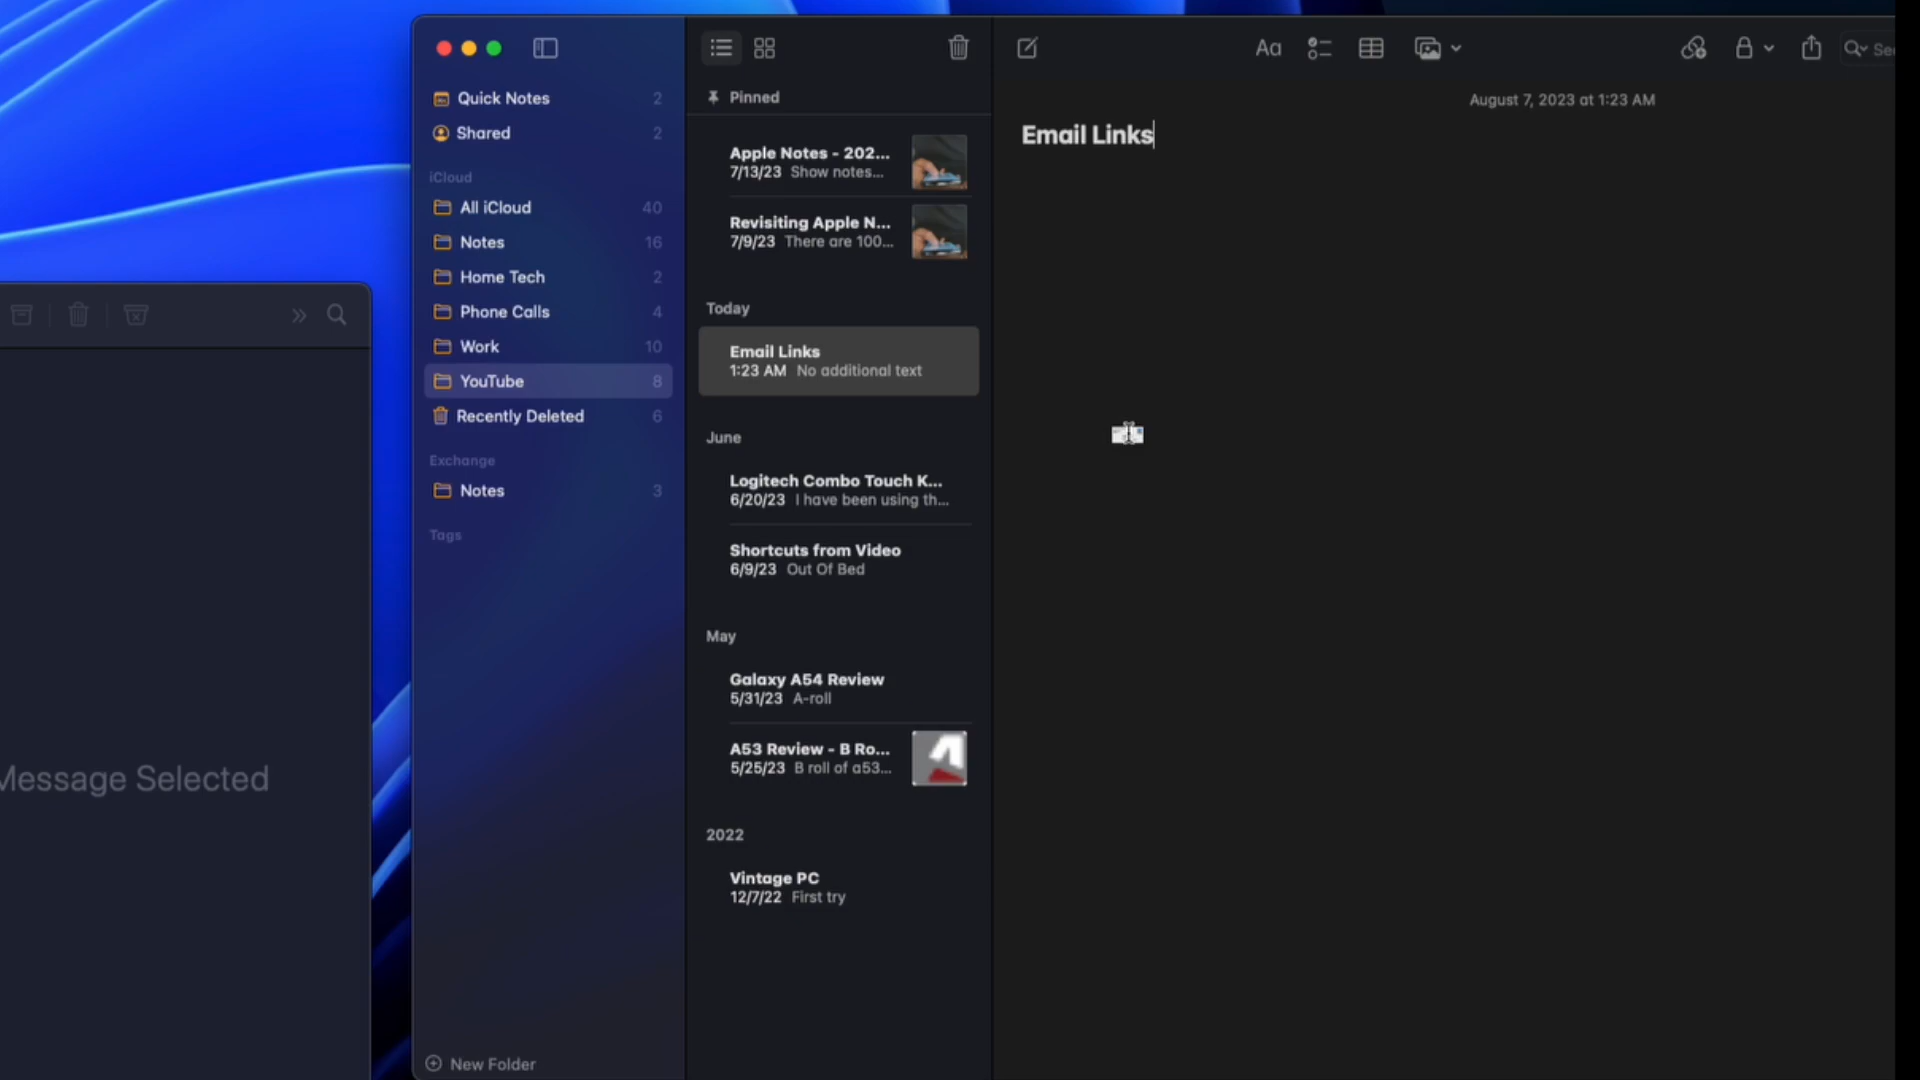 Quick Notes 2
Shared 2
iCloud
All iCloud 40
Notes 16
Home Tech 2
Phone Calls 4
Work 10
YouTube 8
Recently Deleted 6
Exchange
Notes 3
Tags
New Folder
Pinned
Apple Notes - 202...
7/13/23 Show notes...
Revisiting Apple N...
7/9/23 There are 100...
Today
Email Links
1:23 AM No additional text
June
Logitech Combo Touch K...
6/20/23 I have been using th...
Shortcuts from Video
6/9/23 Out Of Bed
May
Galaxy A54 Review
5/31/23 A-roll
A53 Review - B Ro...
5/25/23 B roll of a53...
2022
Vintage PC
12/7/22 First try
Aa
August 7, 2023 at 1:23 AM
Email Links
Message Selected